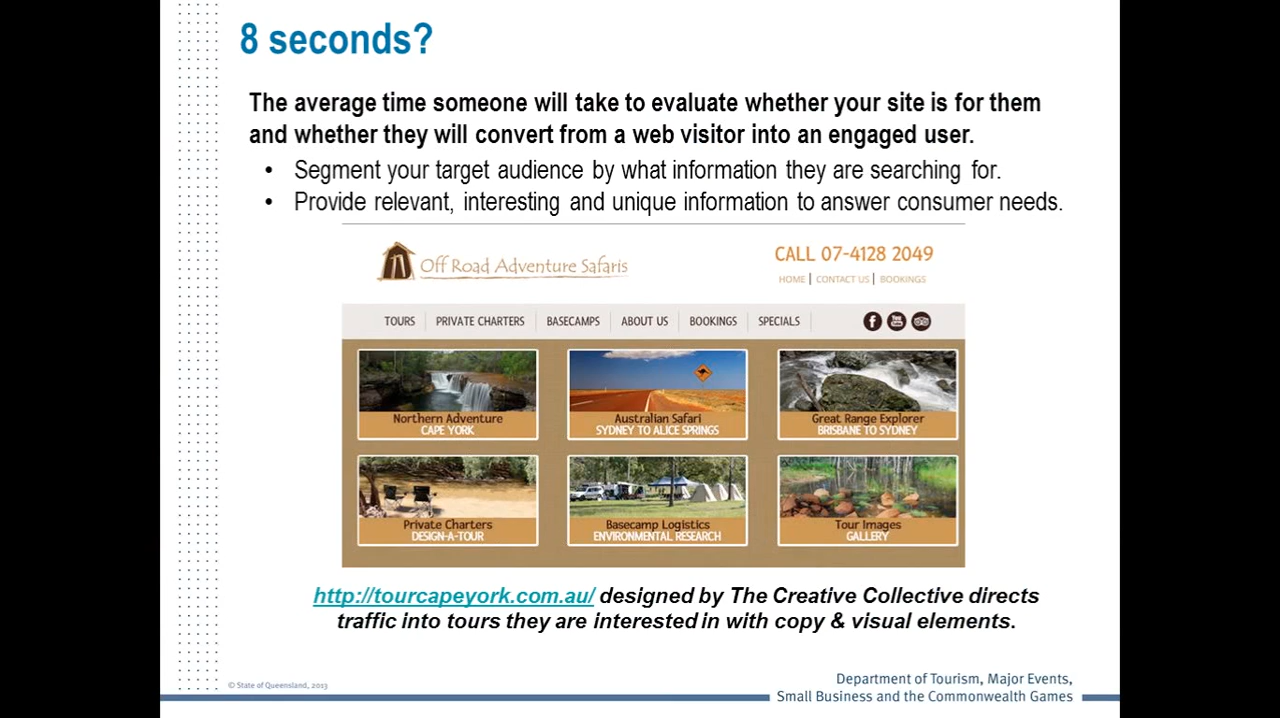 8 seconds?
The average time someone will take to evaluate whether your site is for them
and whether they will convert from a web visitor into an engaged user.
• Segment your target audience by what information they are searching for.
• Provide relevant, interesting and unique information to answer consumer needs.
Off Road Adventure Safaris
CALL 07-4128 2049
HOME | CONTACT US | BOOKINGS
TOURS PRIVATE CHARTERS BASECAMPS ABOUT US BOOKINGS SPECIALS
Northern Adventure
CAPE YORK
Australian Safari
SYDNEY TO ALICE SPRINGS
Great Range Explorer
BRISBANE TO SYDNEY
Private Charters
DESIGN-A-TOUR
Basecamp Logistics
ENVIRONMENTAL RESEARCH
Tour Images
GALLERY
http://tourcapeyork.com.au/ designed by The Creative Collective directs
traffic into tours they are interested in with copy & visual elements.
© State of Queensland, 2013
Department of Tourism, Major Events,
Small Business and the Commonwealth Games